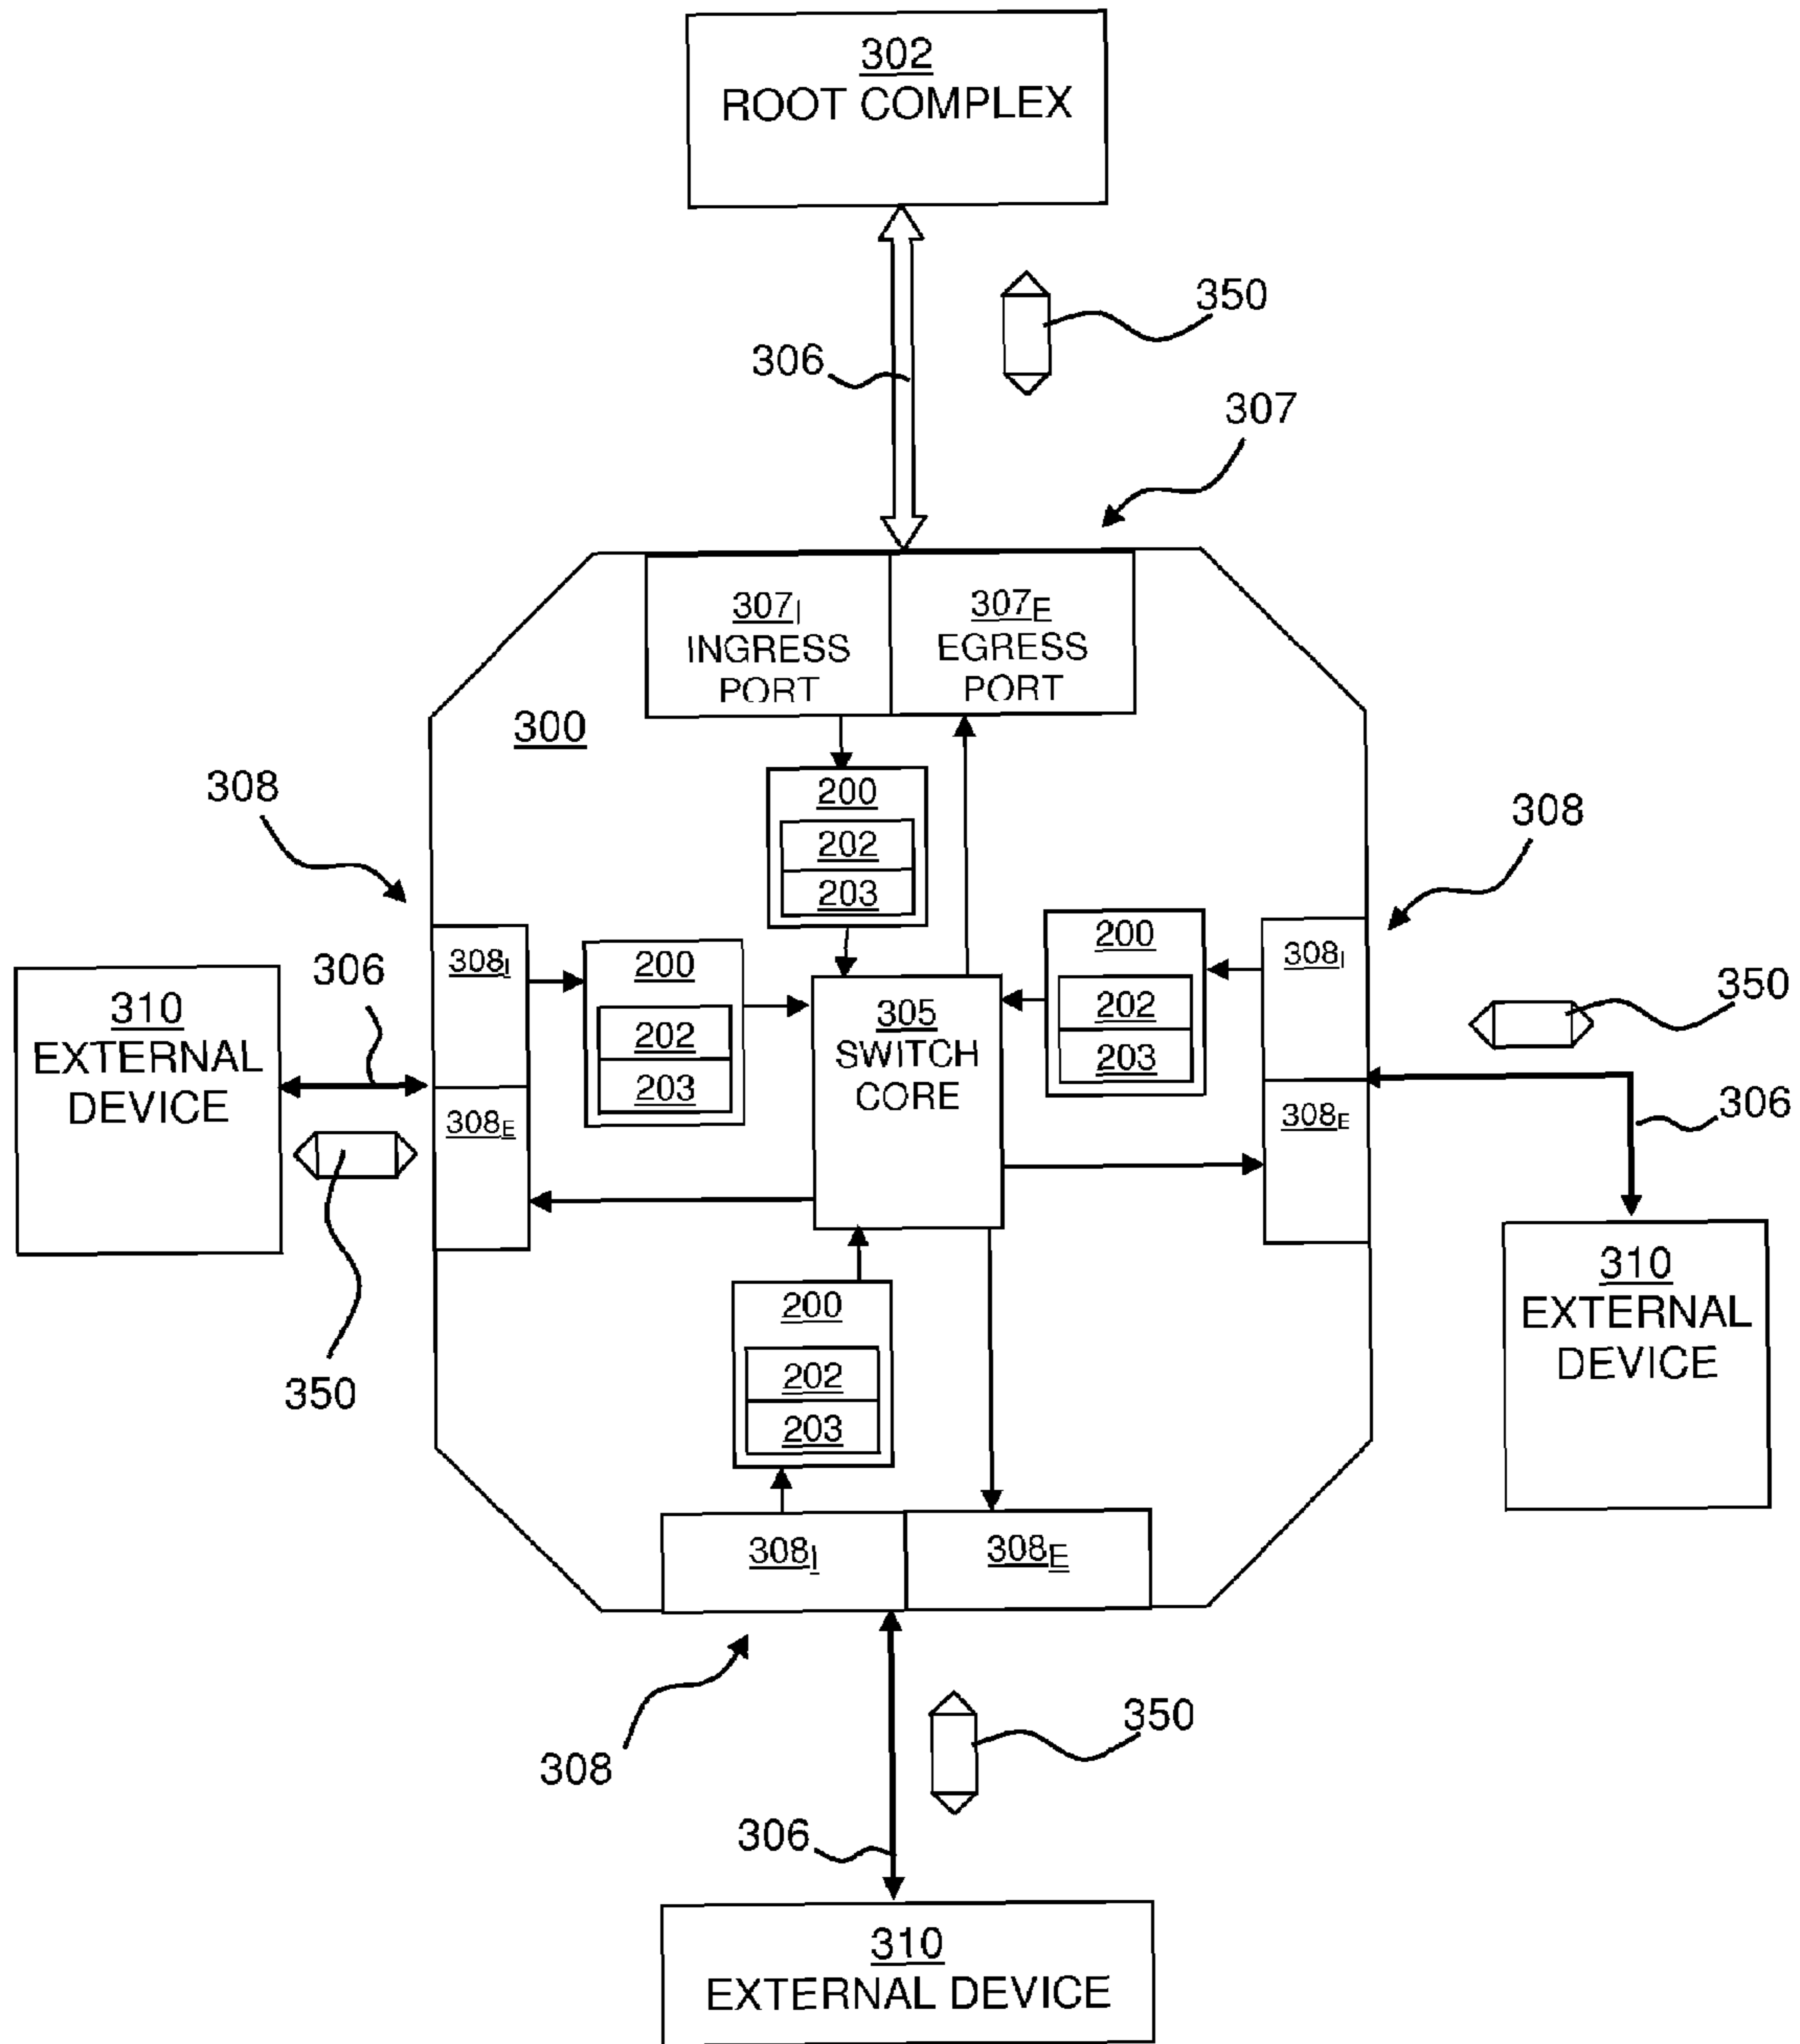 302
ROOT COMPLEX
350
306
307
307I
307E
INGRESS
PORT
EGRESS
PORT
300
308
200
202
203
308
308I
306
310
EXTERNAL
DEVICE
308E
350
200
202
203
305
SWITCH
CORE
200
202
203
308I
308E
350
306
310
EXTERNAL
DEVICE
200
202
203
308I
308E
308
350
306
310
EXTERNAL DEVICE